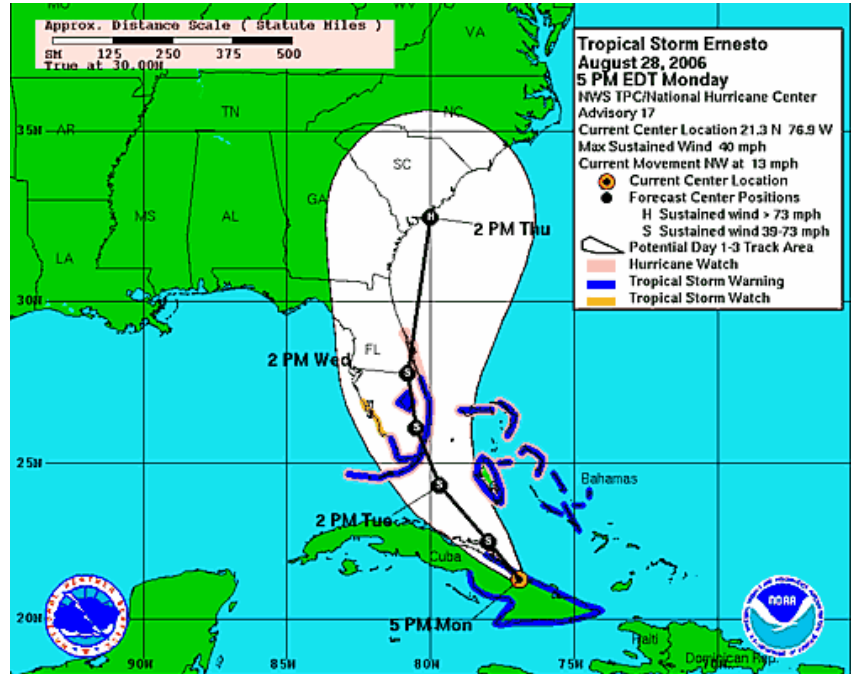 MO
WV
VA
Approx. Distance Scale ( Statute Miles )
SM 125 250 375 500
True at 30.00N
Tropical Storm Ernesto
August 28, 2006
5 PM EDT Monday
NWS TPC/National Hurricane Center
Advisory 17
Current Center Location 21.3 N 76.9 W
Max Sustained Wind 40 mph
Current Movement NW at 13 mph
Current Center Location
Forecast Center Positions
H Sustained wind > 73 mph
S Sustained wind 39-73 mph
Potential Day 1-3 Track Area
Hurricane Watch
Tropical Storm Warning
Tropical Storm Watch
TN
NC
AR
35N
SC
GA
MS
AL
H
2 PM Thu
LA
30N
FL
2 PM Wed
S
S
25N
Bahamas
S
2 PM Tue
S
Cuba
20N
5 PM Mon
NOAA
Haiti
Dominican Rep.
90W
85W
80W
75W